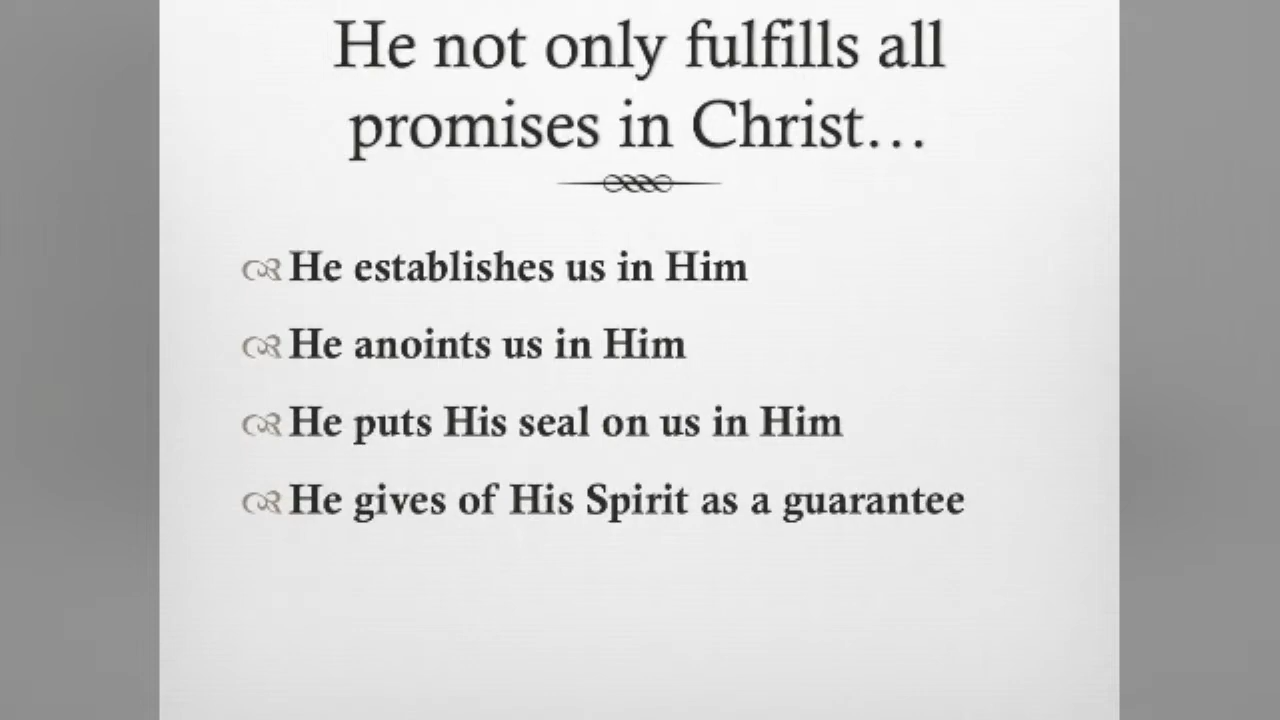 He not only fulfills all
promises in Christ…
He establishes us in Him
He anoints us in Him
He puts His seal on us in Him
He gives of His Spirit as a guarantee